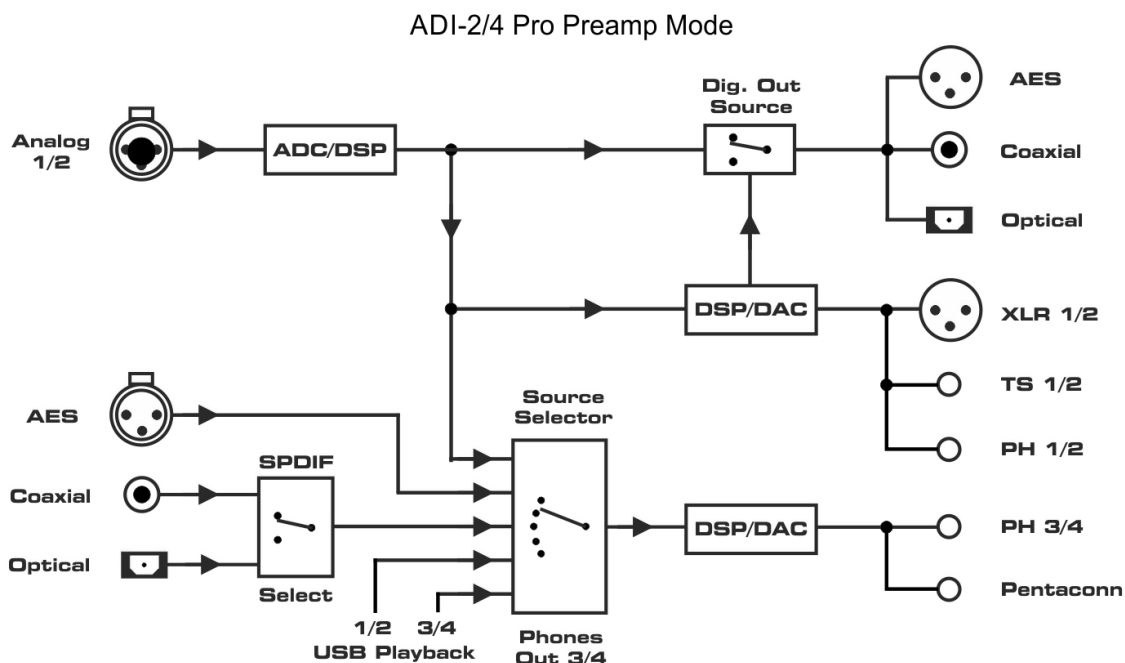 ADI-2/4 Pro Preamp Mode
Analog
1/2
ADC/DSP
Dig. Out
Source
AES
Coaxial
Optical
DSP/DAC
XLR 1/2
TS 1/2
PH 1/2
AES
Coaxial
Optical
SPDIF
Select
Source
Selector
1/2 3/4
USB Playback
Phones
Out 3/4
DSP/DAC
PH 3/4
Pentaconn